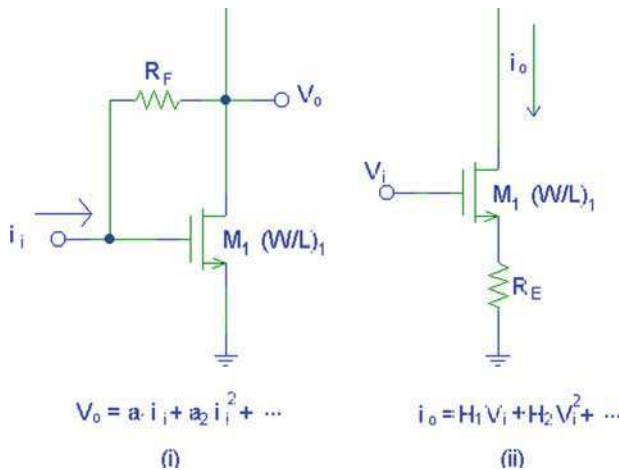 R_F
V_o
i_i
M_1 (W/L)_1
V_o = a· i_i + a_2 i_i^2 + ···
(i)
i_o
V_i
M_1 (W/L)_1
R_E
i_o = H_1 V_i + H_2 V_i^2 + ···
(ii)